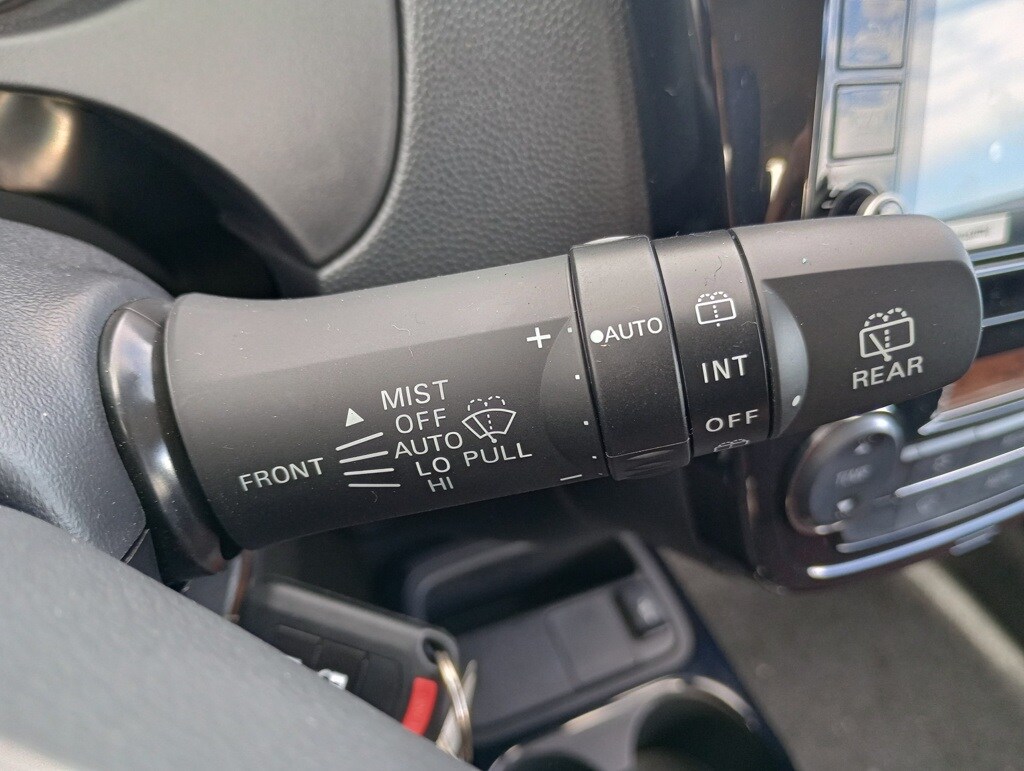 MIST
OFF
AUTO
LO PULL
HI
FRONT
+
−
●AUTO
INT
OFF
REAR